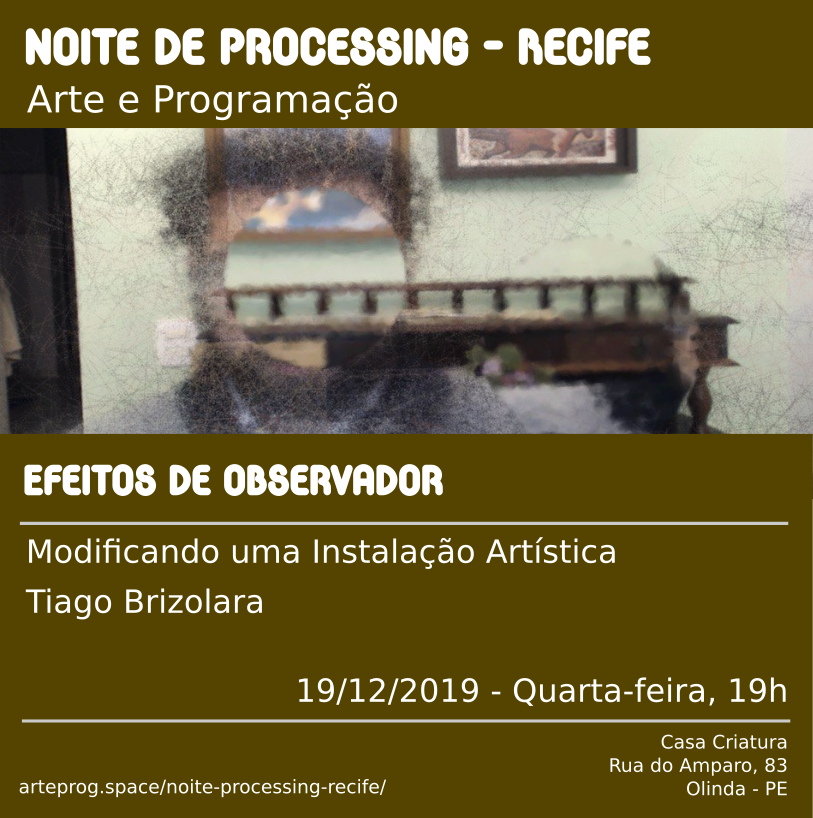 NOITE DE PROCESSING - RECIFE
Arte e Programação
EFEITOS DE OBSERVADOR
Modificando uma Instalação Artística
Tiago Brizolara
19/12/2019 - Quarta-feira, 19h
Casa Criatura
Rua do Amparo, 83
Olinda - PE
arteprog.space/noite-processing-recife/